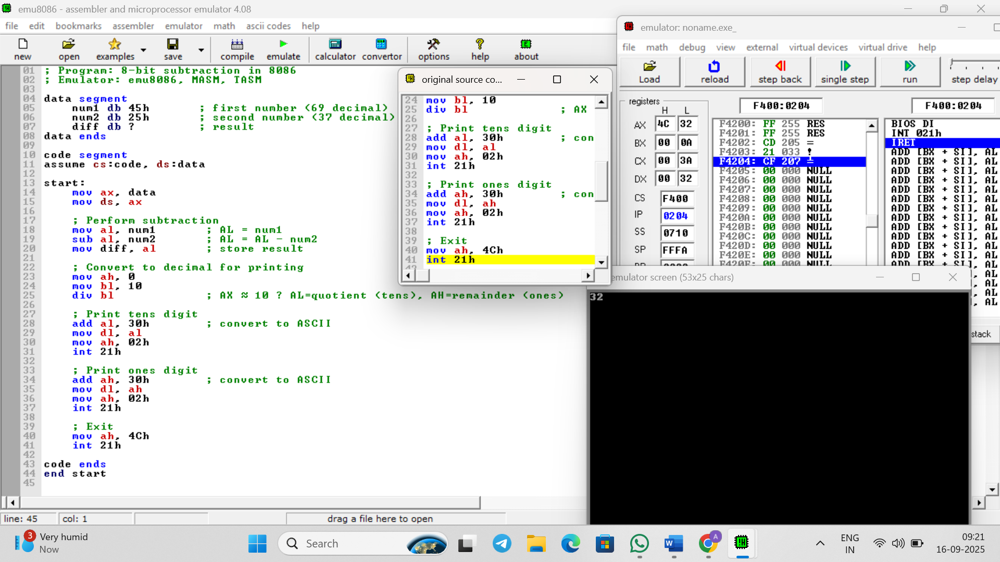 emu8086 - assembler and microprocessor emulator 4.08
file edit bookmarks assembler emulator math ascii codes help
new open examples save compile emulate calculator convertor options help about
01 ; Program: 8-bit subtraction in 8086
02 ; Emulator: emu8086, MASM, TASM
03
04 data segment
05 num1 db 45h ; first number (69 decimal)
06 num2 db 25h ; second number (37 decimal)
07 diff db ? ; result
08 data ends
09
10 code segment
11 assume cs:code, ds:data
12
13 start:
14 mov ax, data
15 mov ds, ax
16
17 ; Perform subtraction
18 mov al, num1 ; AL = num1
19 sub al, num2 ; AL = AL - num2
20 mov diff, al ; store result
21
22 ; Convert to decimal for printing
23 mov ah, 0
24 mov bl, 10
25 div bl ; AX ≈ 10 ? AL=quotient (tens), AH=remainder (ones)
26
27 ; Print tens digit
28 add al, 30h ; convert to ASCII
29 mov dl, al
30 mov ah, 02h
31 int 21h
32
33 ; Print ones digit
34 add ah, 30h ; convert to ASCII
35 mov dl, ah
36 mov ah, 02h
37 int 21h
38
39 ; Exit
40 mov ah, 4Ch
41 int 21h
42
43 code ends
44 end start
45
line: 45 col: 1 drag a file here to open
original source co...
24 mov bl, 10
25 div bl ; AX
26
27 ; Print tens digit
28 add al, 30h ; con
29 mov dl, al
30 mov ah, 02h
31 int 21h
32
33 ; Print ones digit
34 add ah, 30h ; con
35 mov dl, ah
36 mov ah, 02h
37 int 21h
38
39 ; Exit
40 mov ah, 4Ch
41 int 21h
emulator: noname.exe_
file math debug view external virtual devices virtual drive help
Load reload step back single step run step delay
registers
H L
AX 4C 32
BX 00 0A
CX 00 3A
DX 00 32
CS F400
IP 0204
SS 0710
SP FFFA
F400:0204
F4200: FF 255 RES
F4201: FF 255 RES
F4202: CD 205 =
F4203: 21 033 !
F4204: CF 207 ╧
F4205: 00 000 NULL
F4206: 00 000 NULL
F4207: 00 000 NULL
F4208: 00 000 NULL
F4209: 00 000 NULL
F420A: 00 000 NULL
F420B: 00 000 NULL
F420C: 00 000 NULL
F420D: 00 000 NULL
F420E: 00 000 NULL
F400:0204
BIOS DI
INT 021h
IRET
ADD [BX + SI], AL
ADD [BX + SI], AL
ADD [BX + SI], AL
ADD [BX + SI], AL
ADD [BX + SI], AL
ADD [BX + SI], AL
ADD [BX + SI], AL
ADD [BX + SI], AL
ADD [BX + SI], AL
ADD [BX + SI], AL
ADD [BX + SI], AL
ADD [BX + SI], AL
, AL
, AL
, AL
, AL
stack
emulator screen (53x25 chars)
32
3 Very humid
Now
Search
A
ENG
IN
09:21
16-09-2025